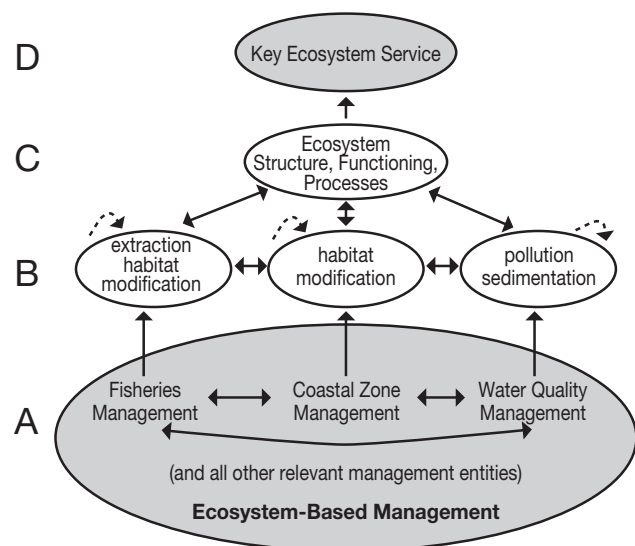 D
Key Ecosystem Service
C
Ecosystem
Structure, Functioning,
Processes
B
extraction
habitat
modification
habitat
modification
pollution
sedimentation
A
Fisheries
Management
Coastal Zone
Management
Water Quality
Management
(and all other relevant management entities)
Ecosystem-Based Management